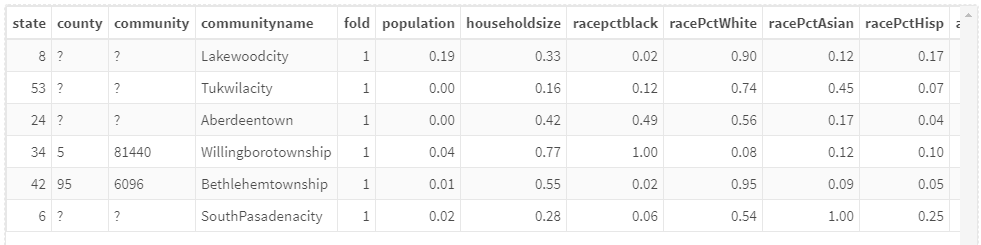 state county community communityname fold population householdsize racepctblack racePctWhite racePctAsian racePctHisp
8 ? ? Lakewoodcity 1 0.19 0.33 0.02 0.90 0.12 0.17
53 ? ? Tukwilacity 1 0.00 0.16 0.12 0.74 0.45 0.07
24 ? ? Aberdeentown 1 0.00 0.42 0.49 0.56 0.17 0.04
34 5 81440 Willingborotownship 1 0.04 0.77 1.00 0.08 0.12 0.10
42 95 6096 Bethlehemtownship 1 0.01 0.55 0.02 0.95 0.09 0.05
6 ? ? SouthPasadenacity 1 0.02 0.28 0.06 0.54 1.00 0.25